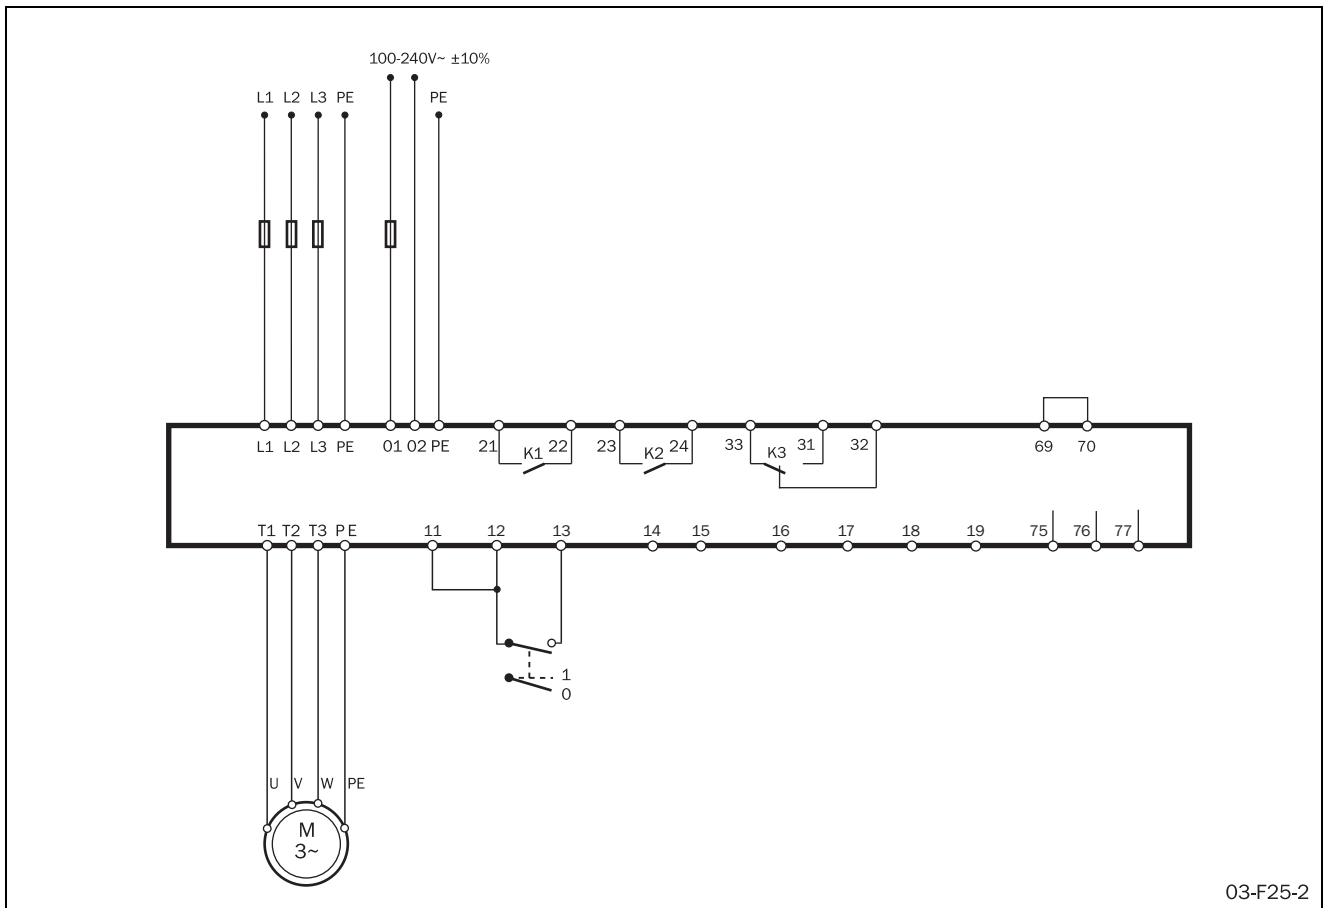 100-240V~ ±10%
L1 L2 L3 PE PE
L1 L2 L3 PE 01 02 PE 21 K1 22 23 K2 24 33 K3 31 32 69 70
T1 T2 T3 PE 11 12 13 14 15 16 17 18 19 75 76 77
1
0
U V W PE
M
3~
03-F25-2